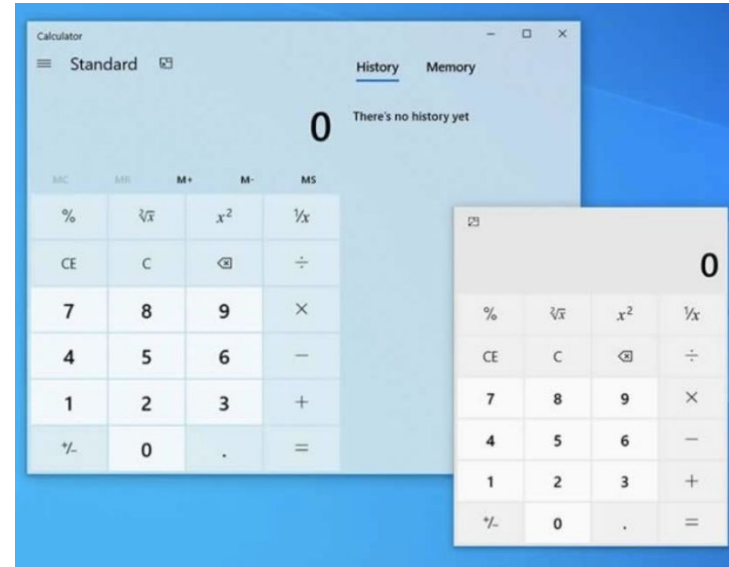 Calculator
Standard
History Memory
0
There's no history yet
MC MR M+ M- MS
% ²√x x² ¹/x
CE C ÷
7 8 9 ×
4 5 6 −
1 2 3 +
+/− 0 . =
0
% ²√x x² ¹/x
CE C ÷
7 8 9 ×
4 5 6 −
1 2 3 +
+/− 0 . =